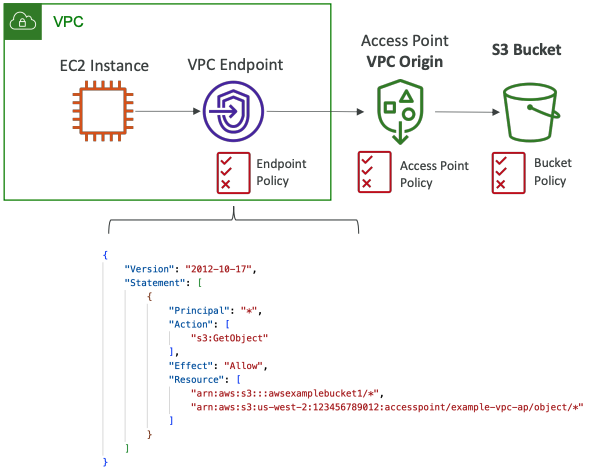 VPC
EC2 Instance
VPC Endpoint
Access Point
VPC Origin
S3 Bucket
Endpoint
Policy
Access Point
Policy
Bucket
Policy
{
"Version": "2012-10-17",
"Statement": [
{
"Principal": "*",
"Action": [
"s3:GetObject"
],
"Effect": "Allow",
"Resource": [
"arn:aws:s3:::awsexamplebucket1/*",
"arn:aws:s3:us-west-2:123456789012:accesspoint/example-vpc-ap/object/*"
]
}
]
}